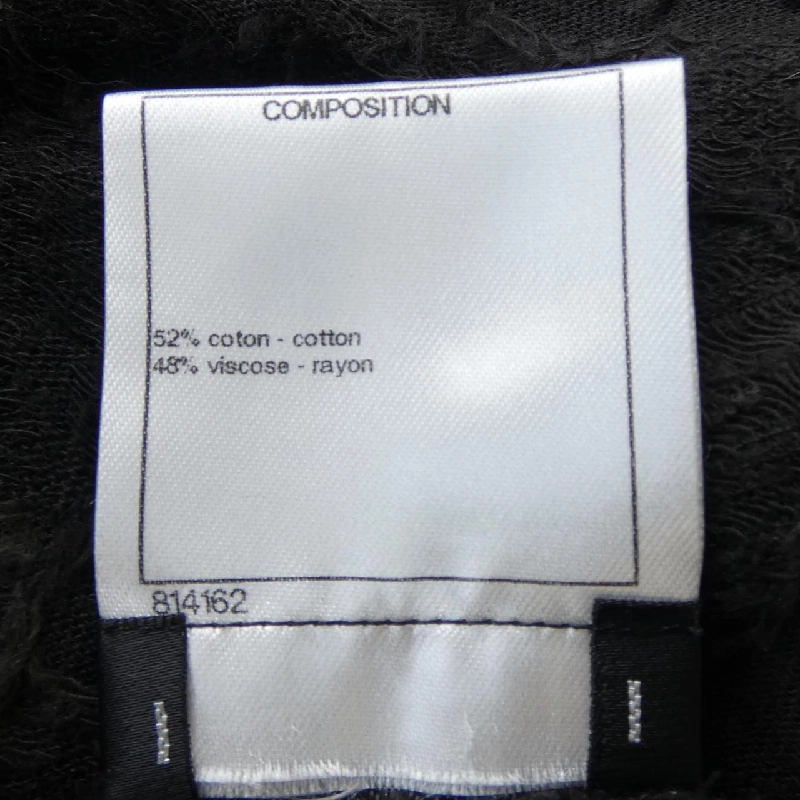 COMPOSITION
52% coton - cotton
48% viscose - rayon
814162